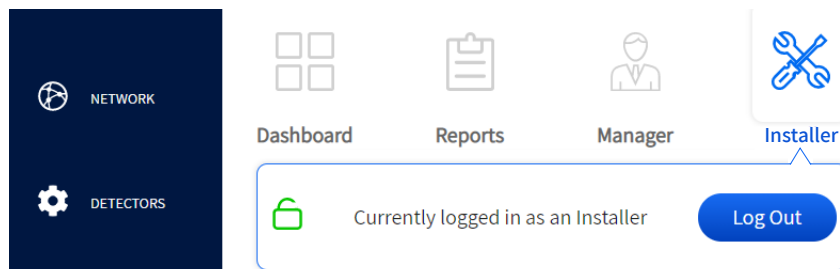 NETWORK
DETECTORS
Dashboard Reports Manager Installer
Currently logged in as an Installer Log Out